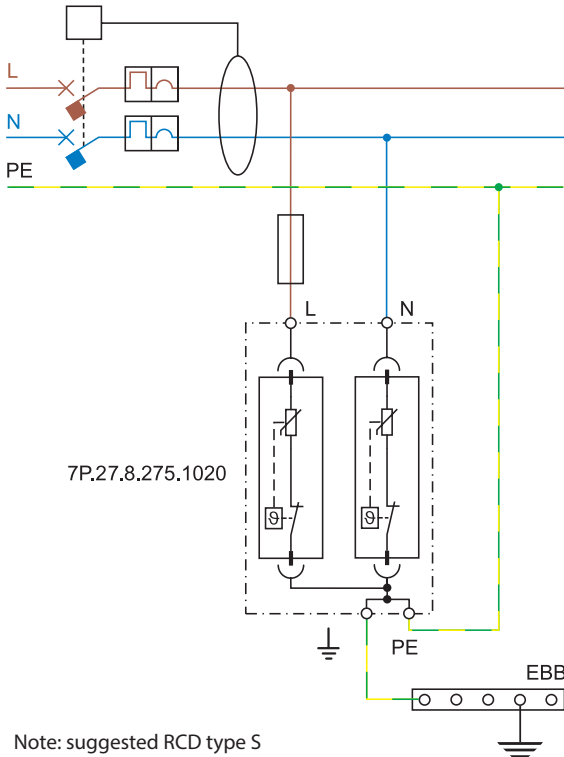 L
N
PE
L N
7P.27.8.275.1020
ϑ ϑ
PE
EBB
Note: suggested RCD type S